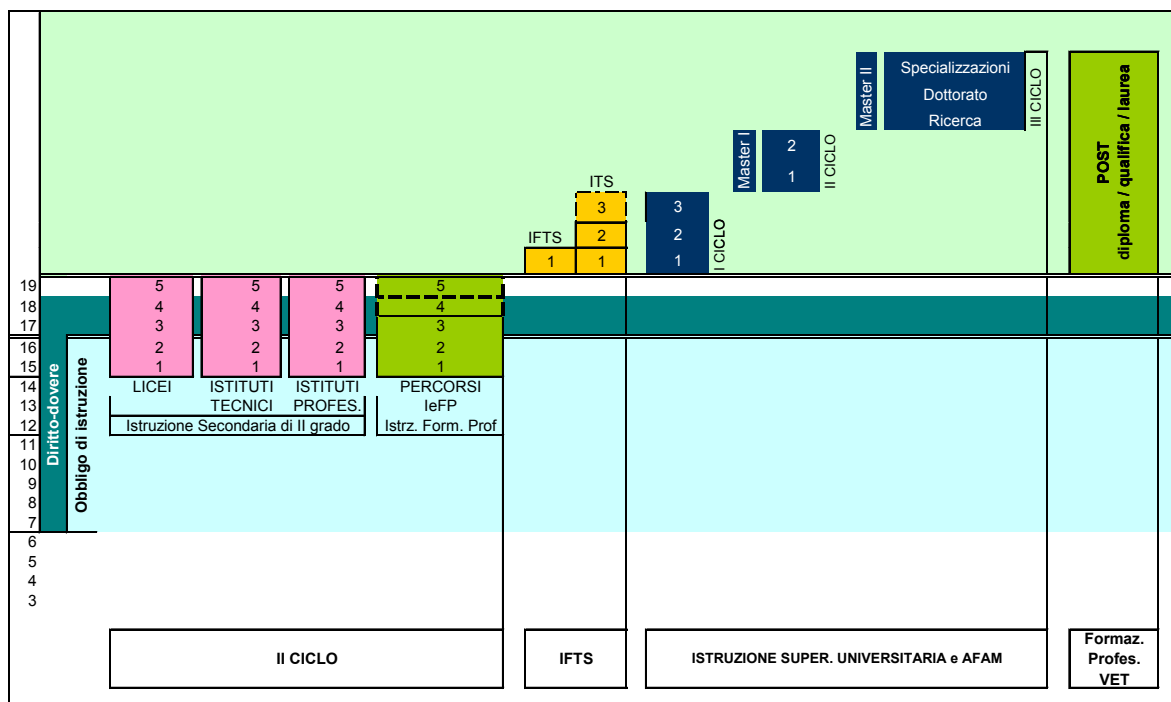 Master II
Specializzazioni
Dottorato
Ricerca
III CICLO
POST
diploma / qualifica / laurea
Master I
2
1
II CICLO
ITS
3
2
1
IFTS
1
3
2
1
I CICLO
19 5 5 5 5
18 4 4 4 4
17 3 3 3 3
16 2 2 2 2
15 1 1 1 1
14 LICEI ISTITUTI ISTITUTI PERCORSI
13 TECNICI PROFES. IeFP
12 Istruzione Secondaria di II grado Istrz. Form. Prof
11
10
9
8
7
6
5
4
3
Diritto-dovere
Obbligo di istruzione
II CICLO
IFTS
ISTRUZIONE SUPER. UNIVERSITARIA e AFAM
Formaz.
Profes.
VET